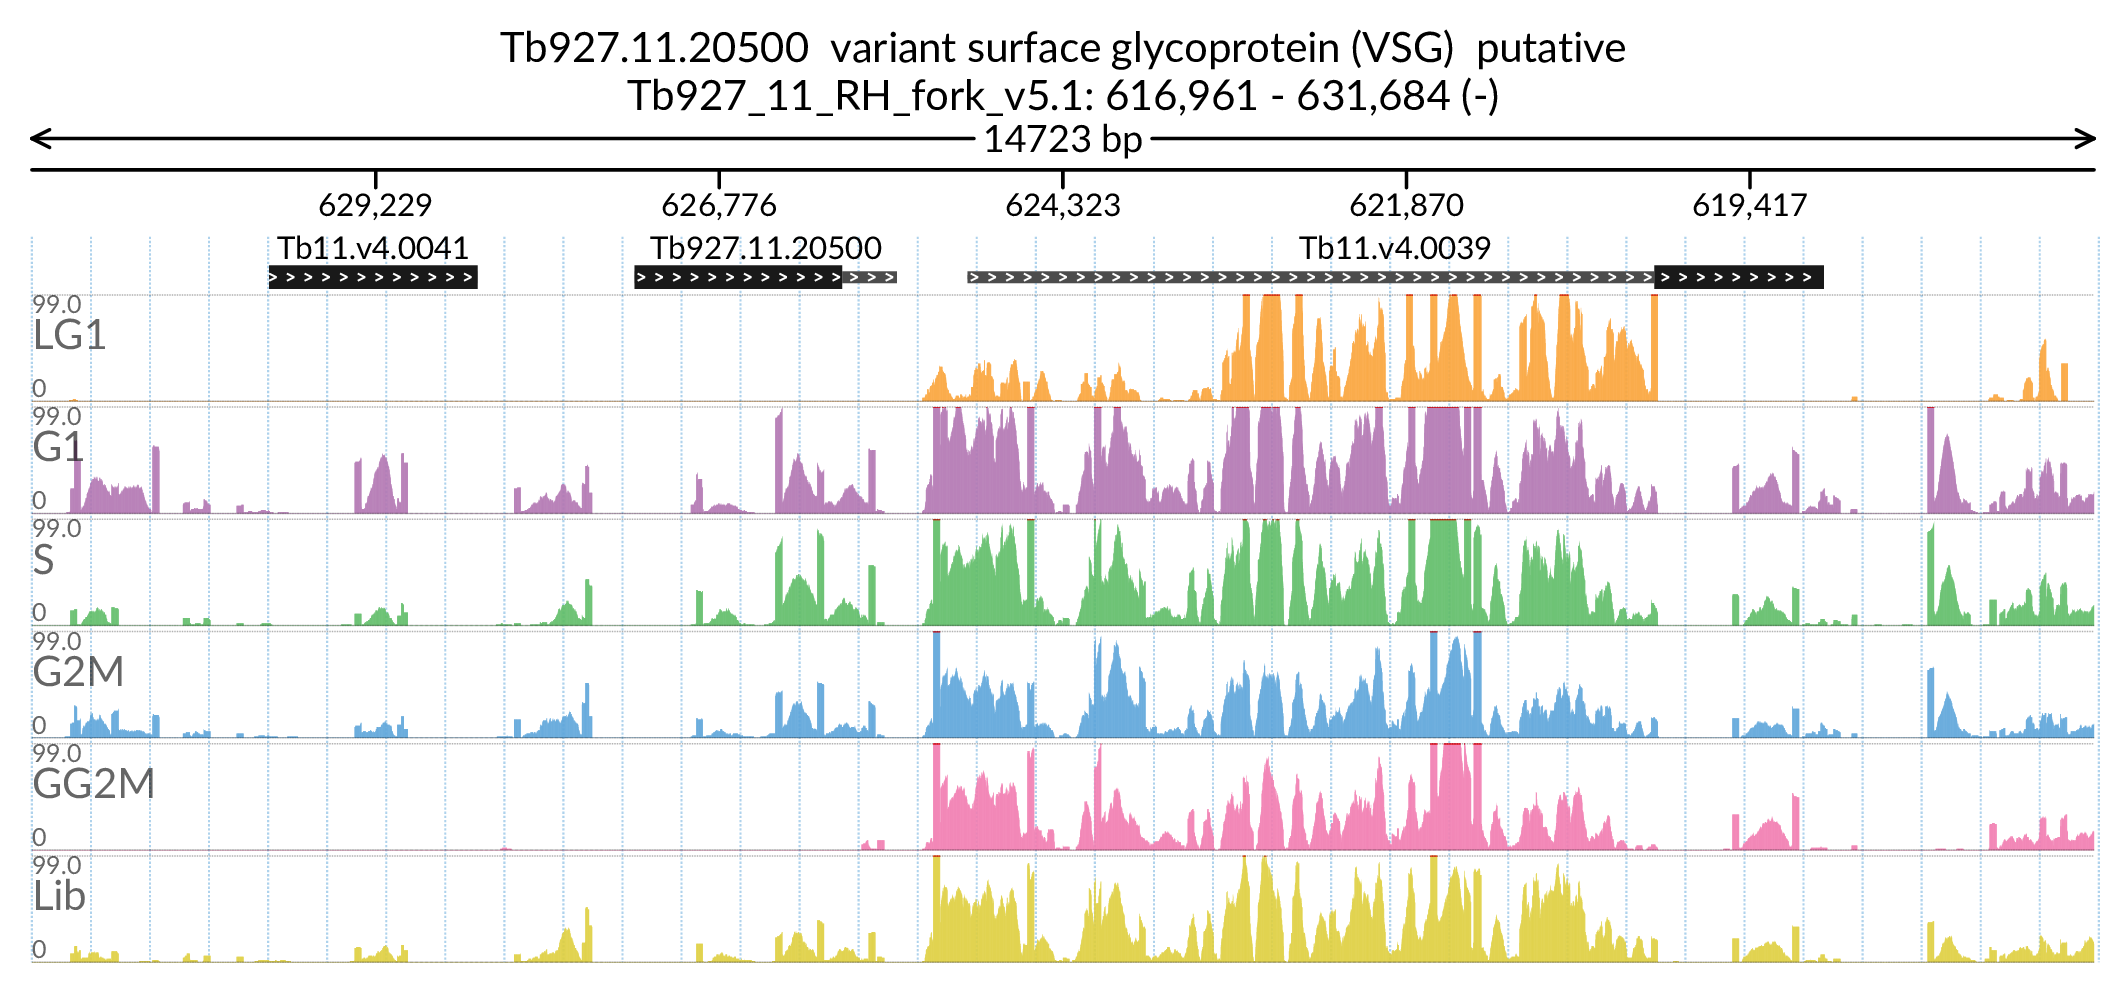 Tb927.11.20500 variant surface glycoprotein (VSG) putative
Tb927_11_RH_fork_v5.1: 616,961 - 631,684 (-)
14723 bp
629,229 626,776 624,323 621,870 619,417
Tb11.v4.0041 Tb927.11.20500 Tb11.v4.0039
99.0
LG1
0
99.0
G1
0
99.0
S
0
99.0
G2M
0
99.0
GG2M
0
99.0
Lib
0